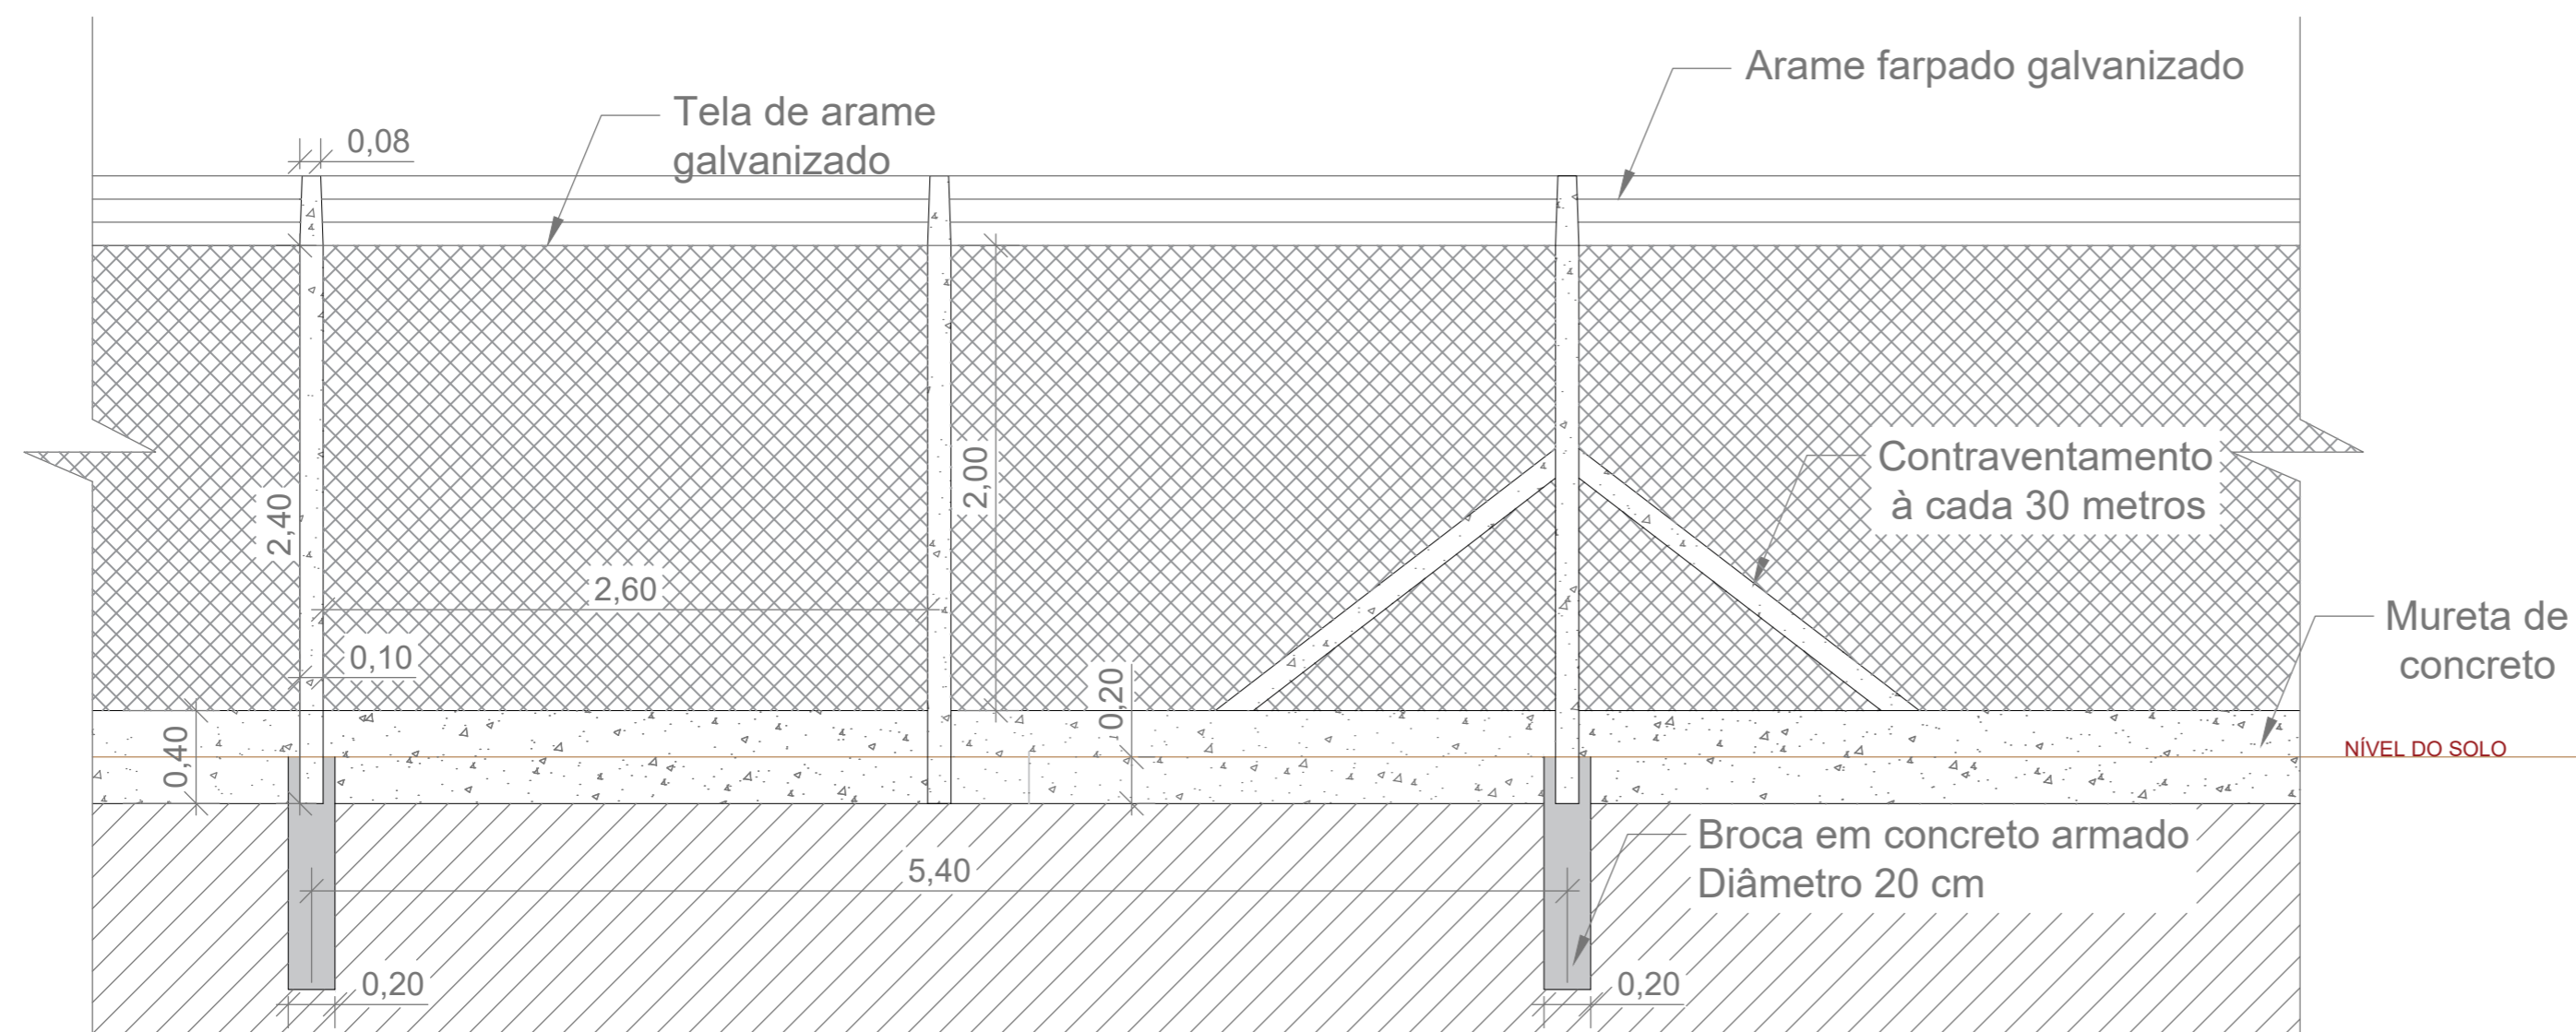 Arame farpado galvanizado
Tela de arame
galvanizado
0,08
2,40
2,00
Contraventamento
à cada 30 metros
2,60
0,10
Mureta de
concreto
0,20
0,40
NÍVEL DO SOLO
Broca em concreto armado
Diâmetro 20 cm
5,40
0,20
0,20